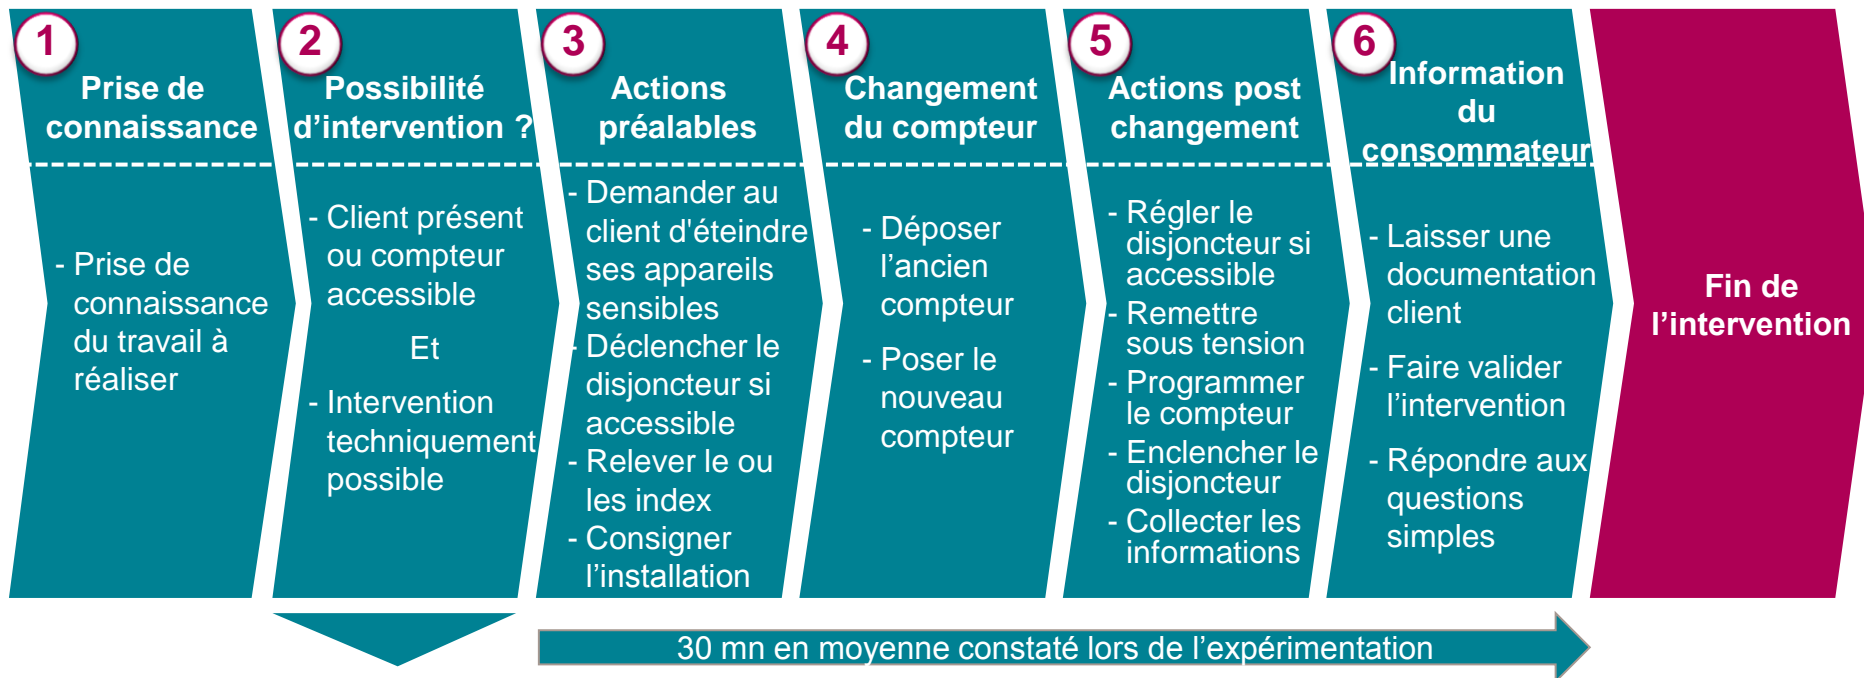 1
Prise de
connaissance
- Prise de
connaissance
du travail à
réaliser
2
Possibilité
d’intervention ?
- Client présent
ou compteur
accessible
Et
- Intervention
techniquement
possible
3
Actions
préalables
- Demander au
client d'éteindre
ses appareils
sensibles
- Déclencher le
disjoncteur si
accessible
- Relever le ou
les index
- Consigner
l’installation
4
Changement
du compteur
- Déposer
l’ancien
compteur
- Poser le
nouveau
compteur
5
Actions post
changement
- Régler le
disjoncteur si
accessible
- Remettre
sous tension
- Programmer
le compteur
- Enclencher le
disjoncteur
- Collecter les
informations
6
Information
du
consommateur
- Laisser une
documentation
client
- Faire valider
l’intervention
- Répondre aux
questions
simples
Fin de
l’intervention
30 mn en moyenne constaté lors de l’expérimentation